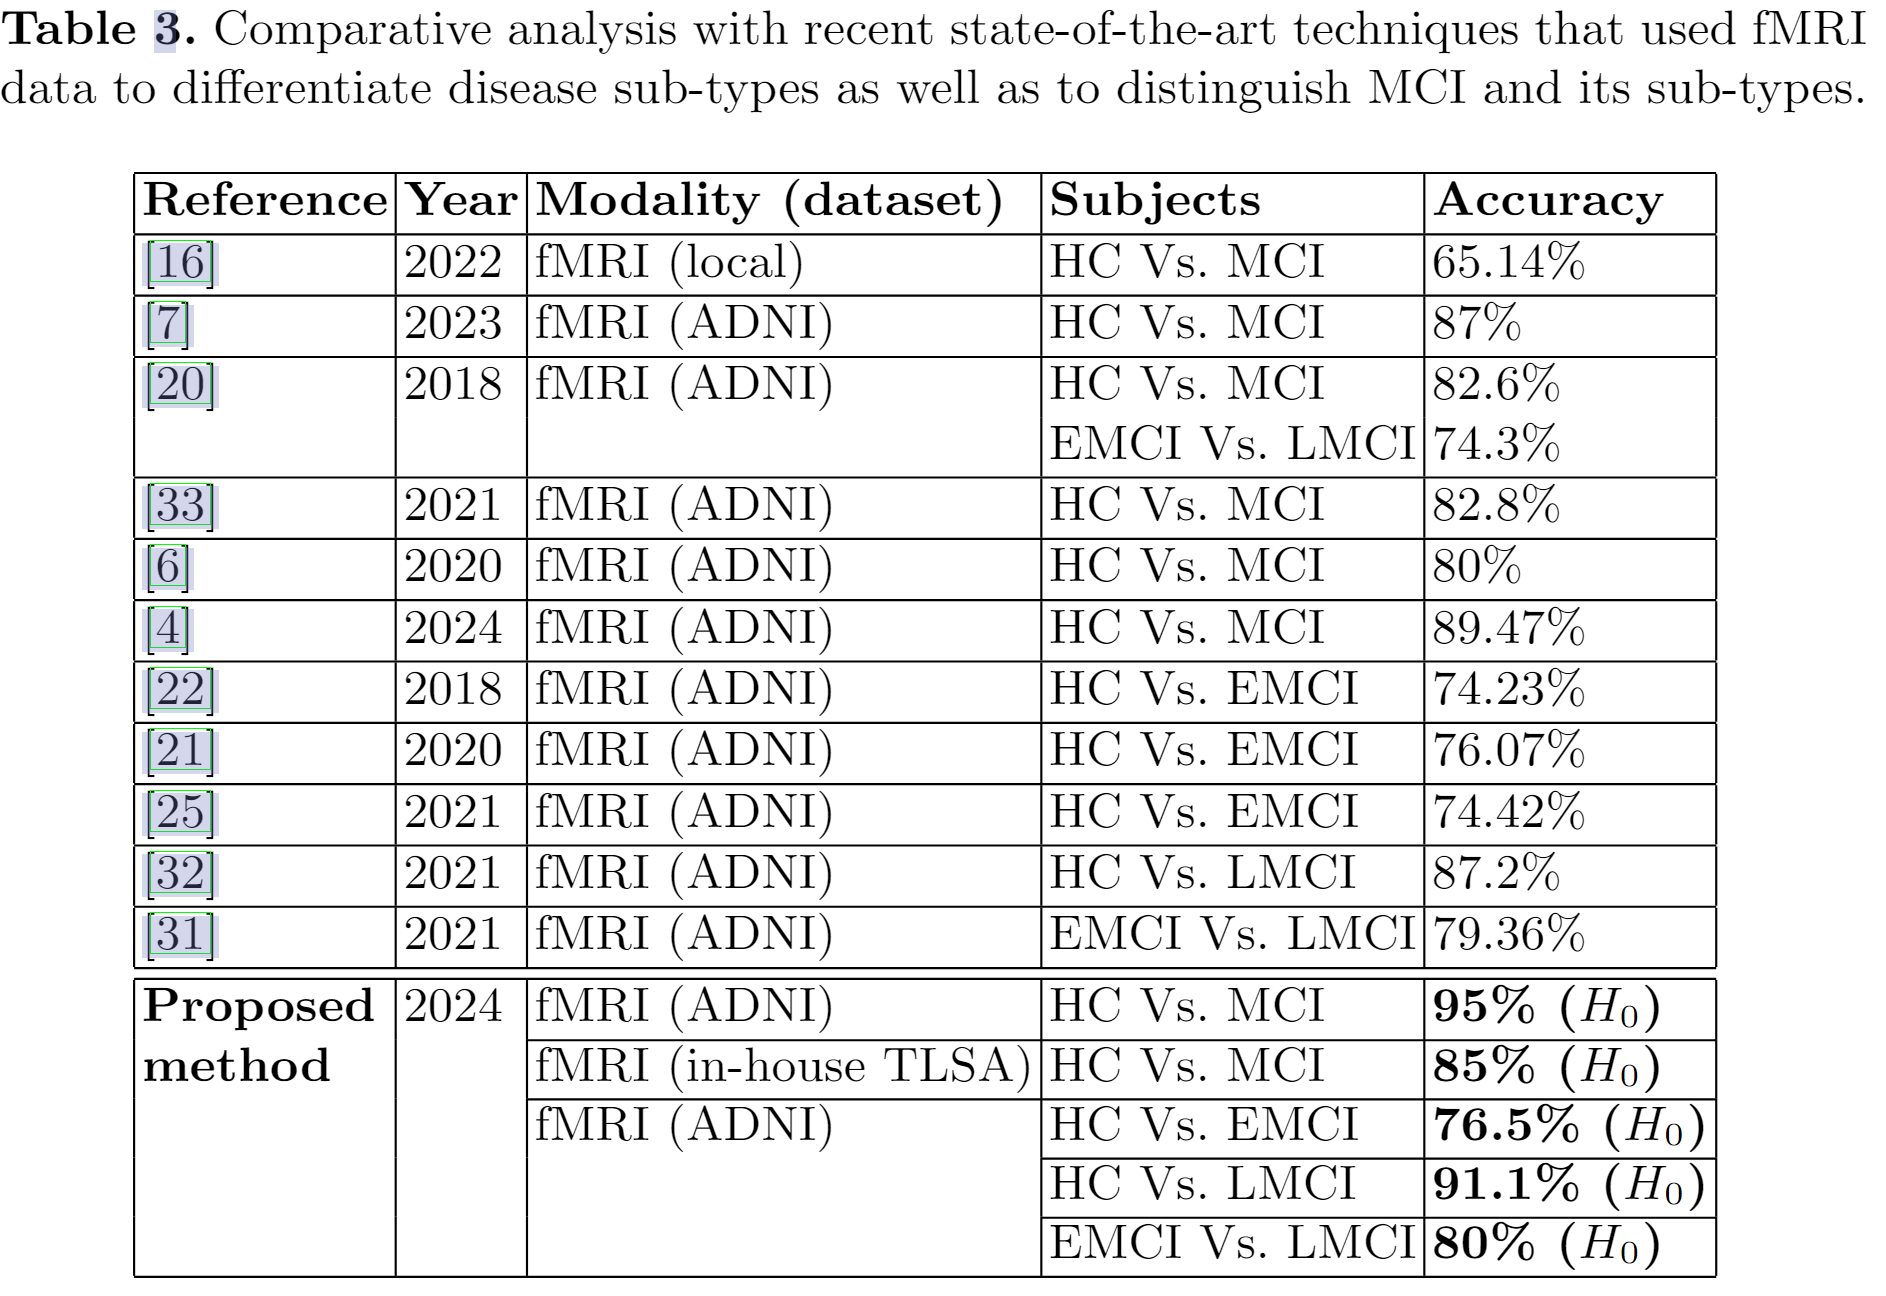 Table 3. Comparative analysis with recent state-of-the-art techniques that used fMRI
data to differentiate disease sub-types as well as to distinguish MCI and its sub-types.
Reference Year Modality (dataset) Subjects Accuracy
[16] 2022 fMRI (local) HC Vs. MCI 65.14%
[7] 2023 fMRI (ADNI) HC Vs. MCI 87%
[20] 2018 fMRI (ADNI) HC Vs. MCI 82.6%
EMCI Vs. LMCI 74.3%
[33] 2021 fMRI (ADNI) HC Vs. MCI 82.8%
[6] 2020 fMRI (ADNI) HC Vs. MCI 80%
[4] 2024 fMRI (ADNI) HC Vs. MCI 89.47%
[22] 2018 fMRI (ADNI) HC Vs. EMCI 74.23%
[21] 2020 fMRI (ADNI) HC Vs. EMCI 76.07%
[25] 2021 fMRI (ADNI) HC Vs. EMCI 74.42%
[32] 2021 fMRI (ADNI) HC Vs. LMCI 87.2%
[31] 2021 fMRI (ADNI) EMCI Vs. LMCI 79.36%
Proposed 2024 fMRI (ADNI) HC Vs. MCI 95% (H₀)
method fMRI (in-house TLSA) HC Vs. MCI 85% (H₀)
fMRI (ADNI) HC Vs. EMCI 76.5% (H₀)
HC Vs. LMCI 91.1% (H₀)
EMCI Vs. LMCI 80% (H₀)